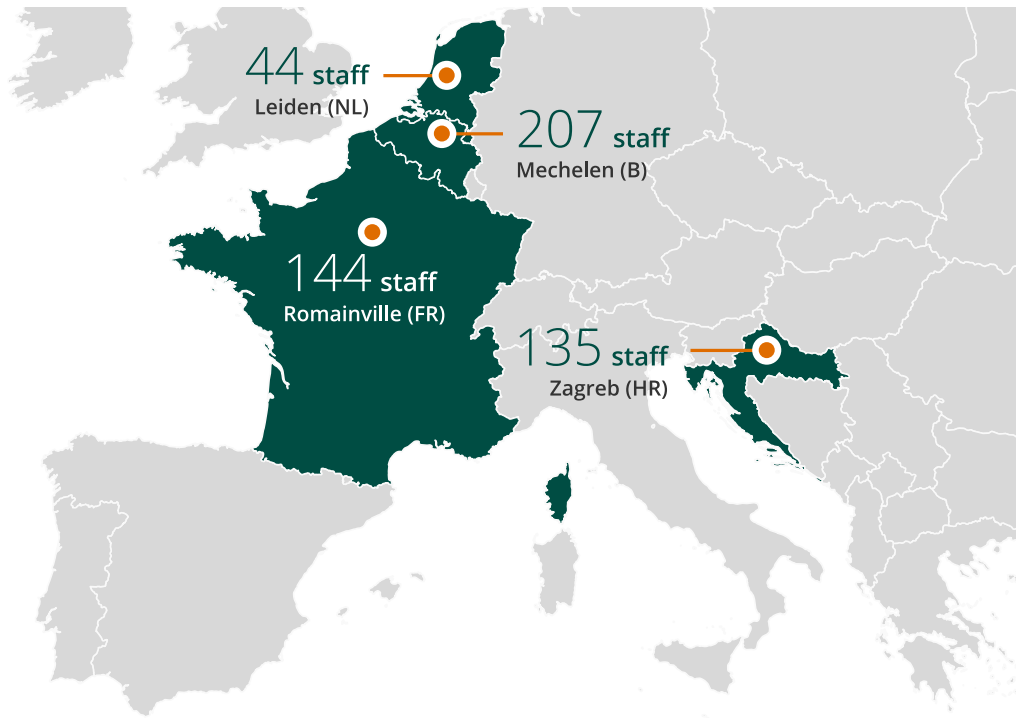 44 staff
Leiden (NL)
207 staff
Mechelen (B)
144 staff
Romainville (FR)
135 staff
Zagreb (HR)